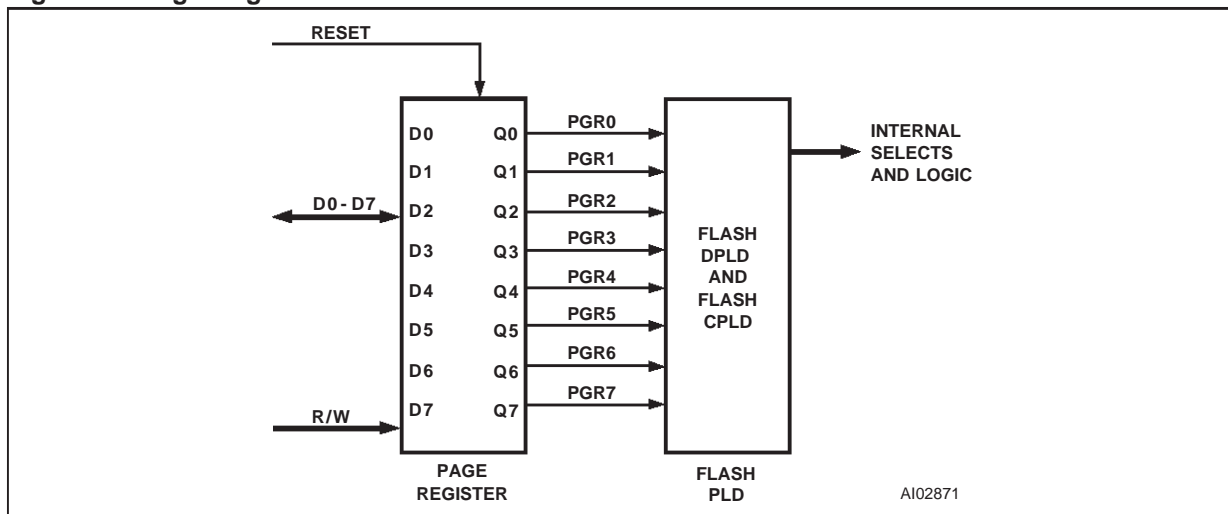 RESET
D0 Q0 PGR0
D1 Q1 PGR1
D0-D7 D2 Q2 PGR2
D3 Q3 PGR3
D4 Q4 PGR4
D5 Q5 PGR5
D6 Q6 PGR6
R/W D7 Q7 PGR7
PAGE
REGISTER
FLASH
DPLD
AND
FLASH
CPLD
FLASH
PLD
INTERNAL
SELECTS
AND LOGIC
AI02871